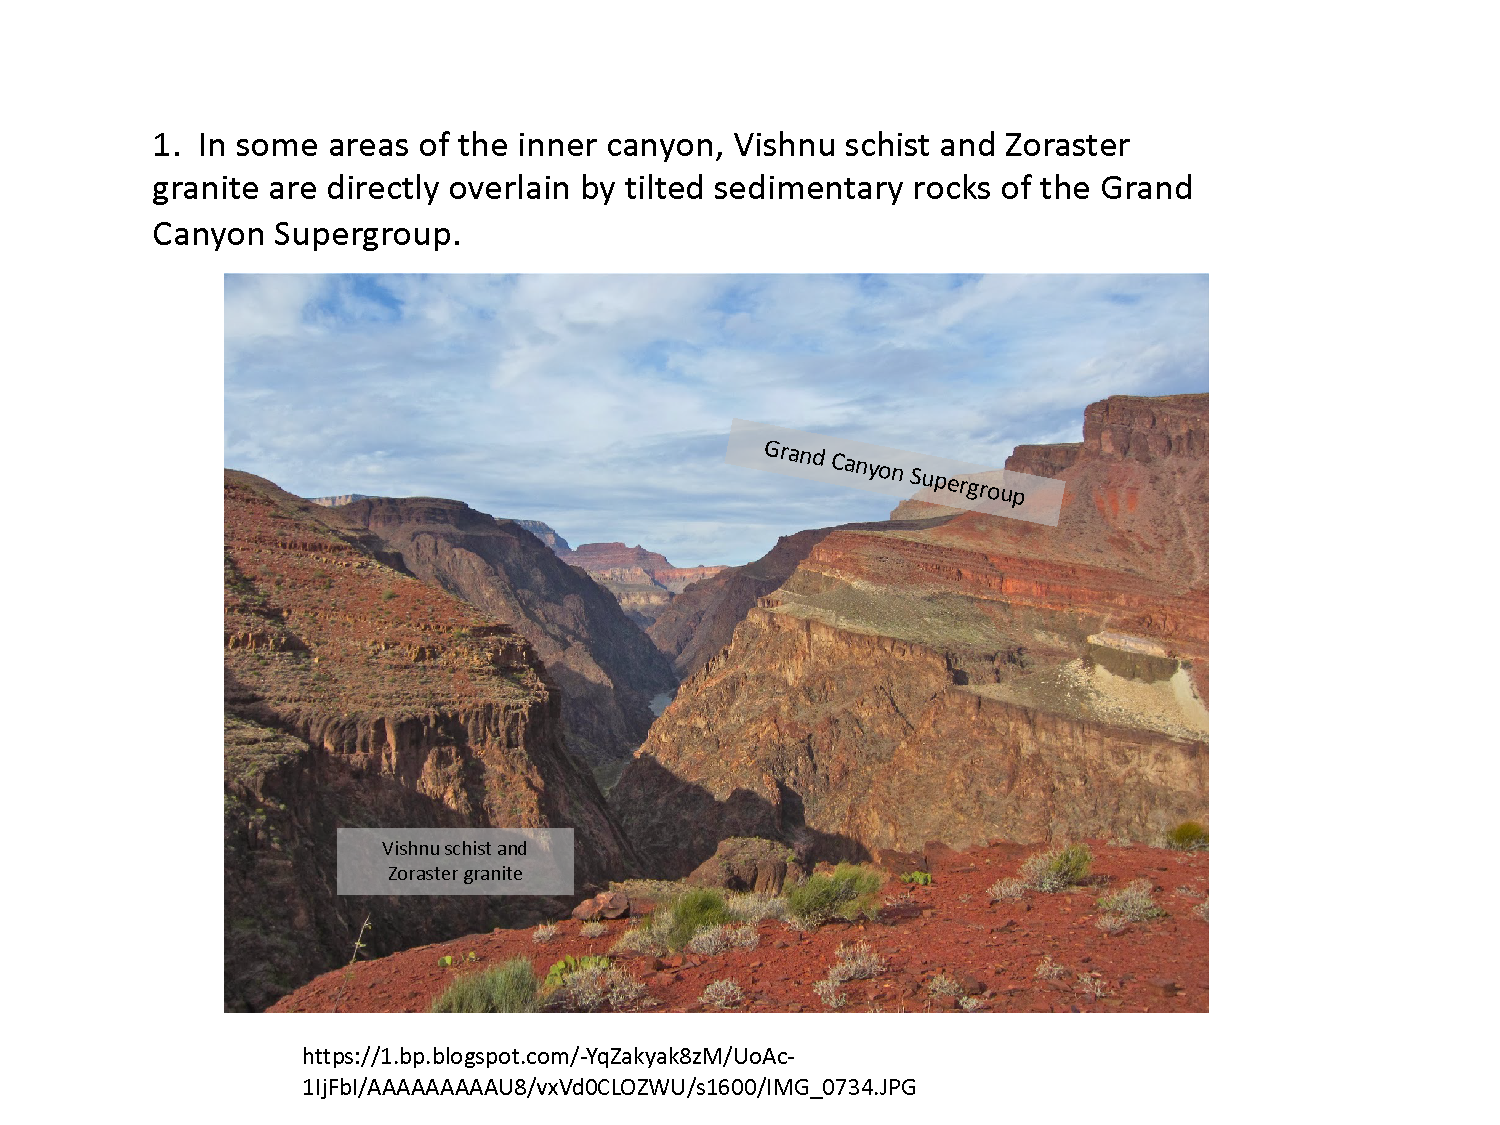 1.  In some areas of the inner canyon, Vishnu schist and Zoraster
granite are directly overlain by tilted sedimentary rocks of the Grand
Canyon Supergroup.
Grand Canyon Supergroup
Vishnu schist and
Zoraster granite
https://1.bp.blogspot.com/-YqZakyak8zM/UoAc-
1IjFbI/AAAAAAAAAU8/vxVd0CLOZWU/s1600/IMG_0734.JPG